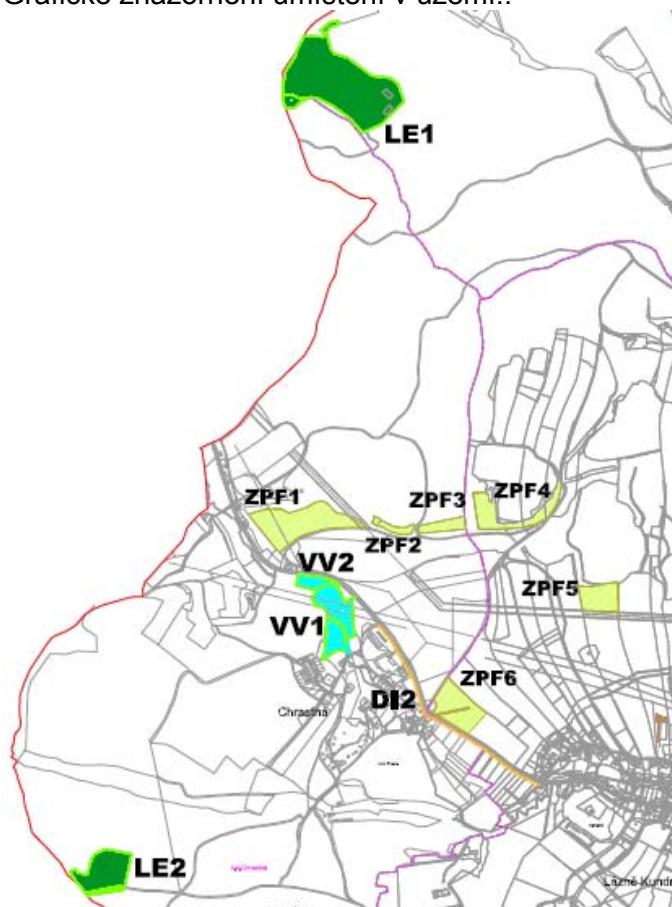 Grafické znázornění umístění v území..
LE1
ZPF1
ZPF3
ZPF4
ZPF2
VV2
ZPF5
VV1
ZPF6
DI2
Chrastná
LE2
Lázně Kundr